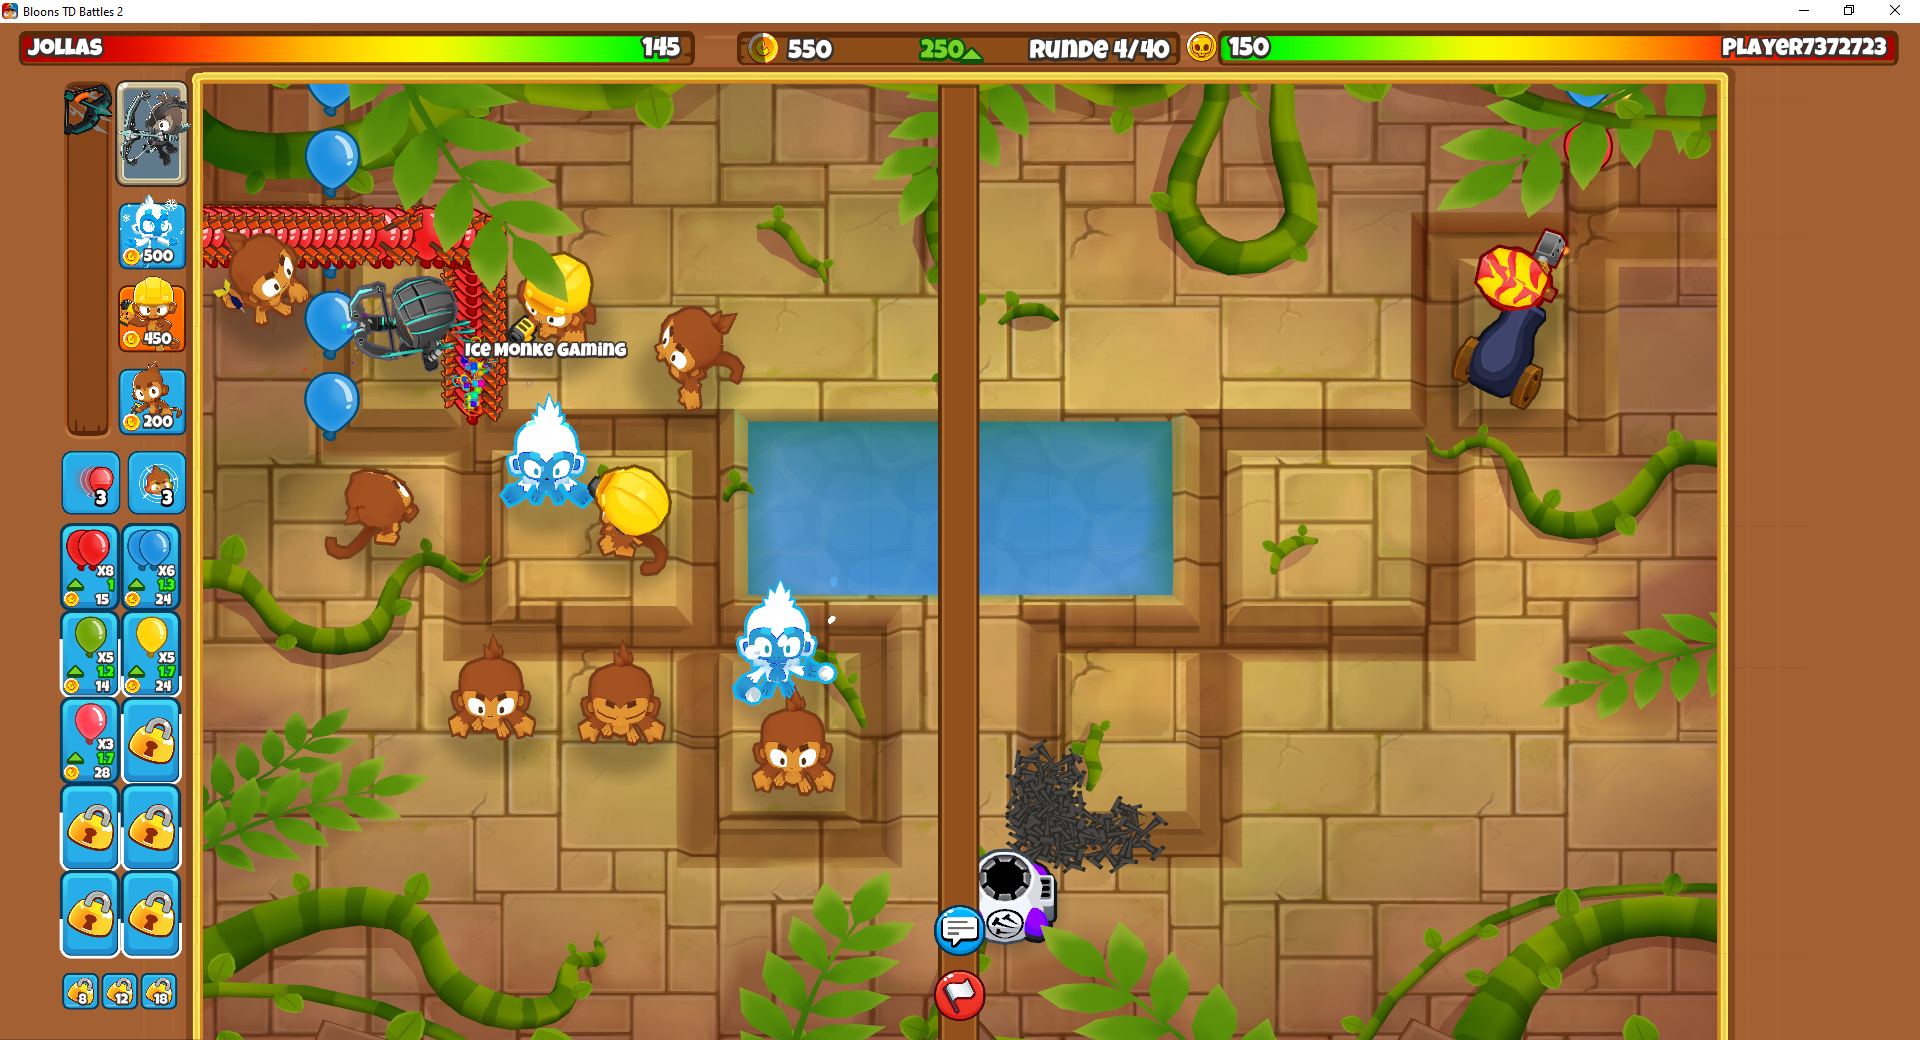 Bloons TD Battles 2
JOLLAS 145
550 250 RUNDE 4/40
150 PLAYER7372723
500
450
ICE MONKE GAMING
200
3 3
X8 X6
1 1.3
15 24
X5 X5
1.2 1.7
14 24
X3
1.7
28
8 12 18